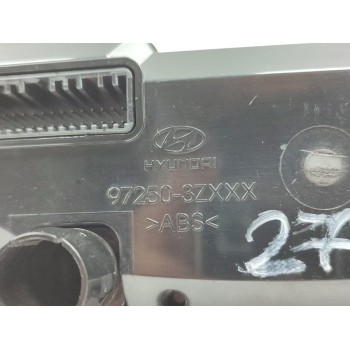 HYUNDAI
97250-3ZXXX
>ABS<
27